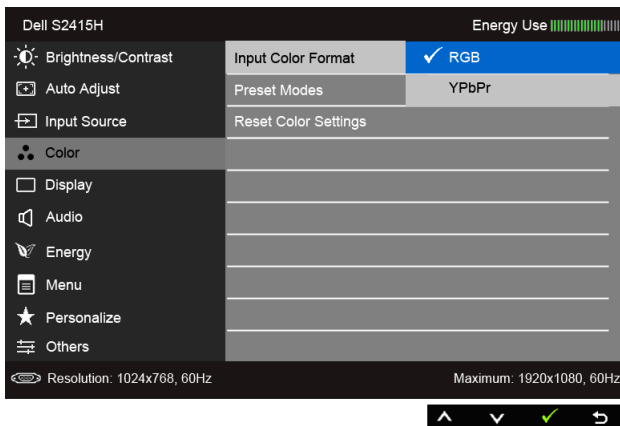 Dell S2415H Energy Use
Brightness/Contrast Input Color Format RGB
Auto Adjust Preset Modes YPbPr
Input Source Reset Color Settings
Color
Display
Audio
Energy
Menu
Personalize
Others
Resolution: 1024x768, 60Hz Maximum: 1920x1080, 60Hz